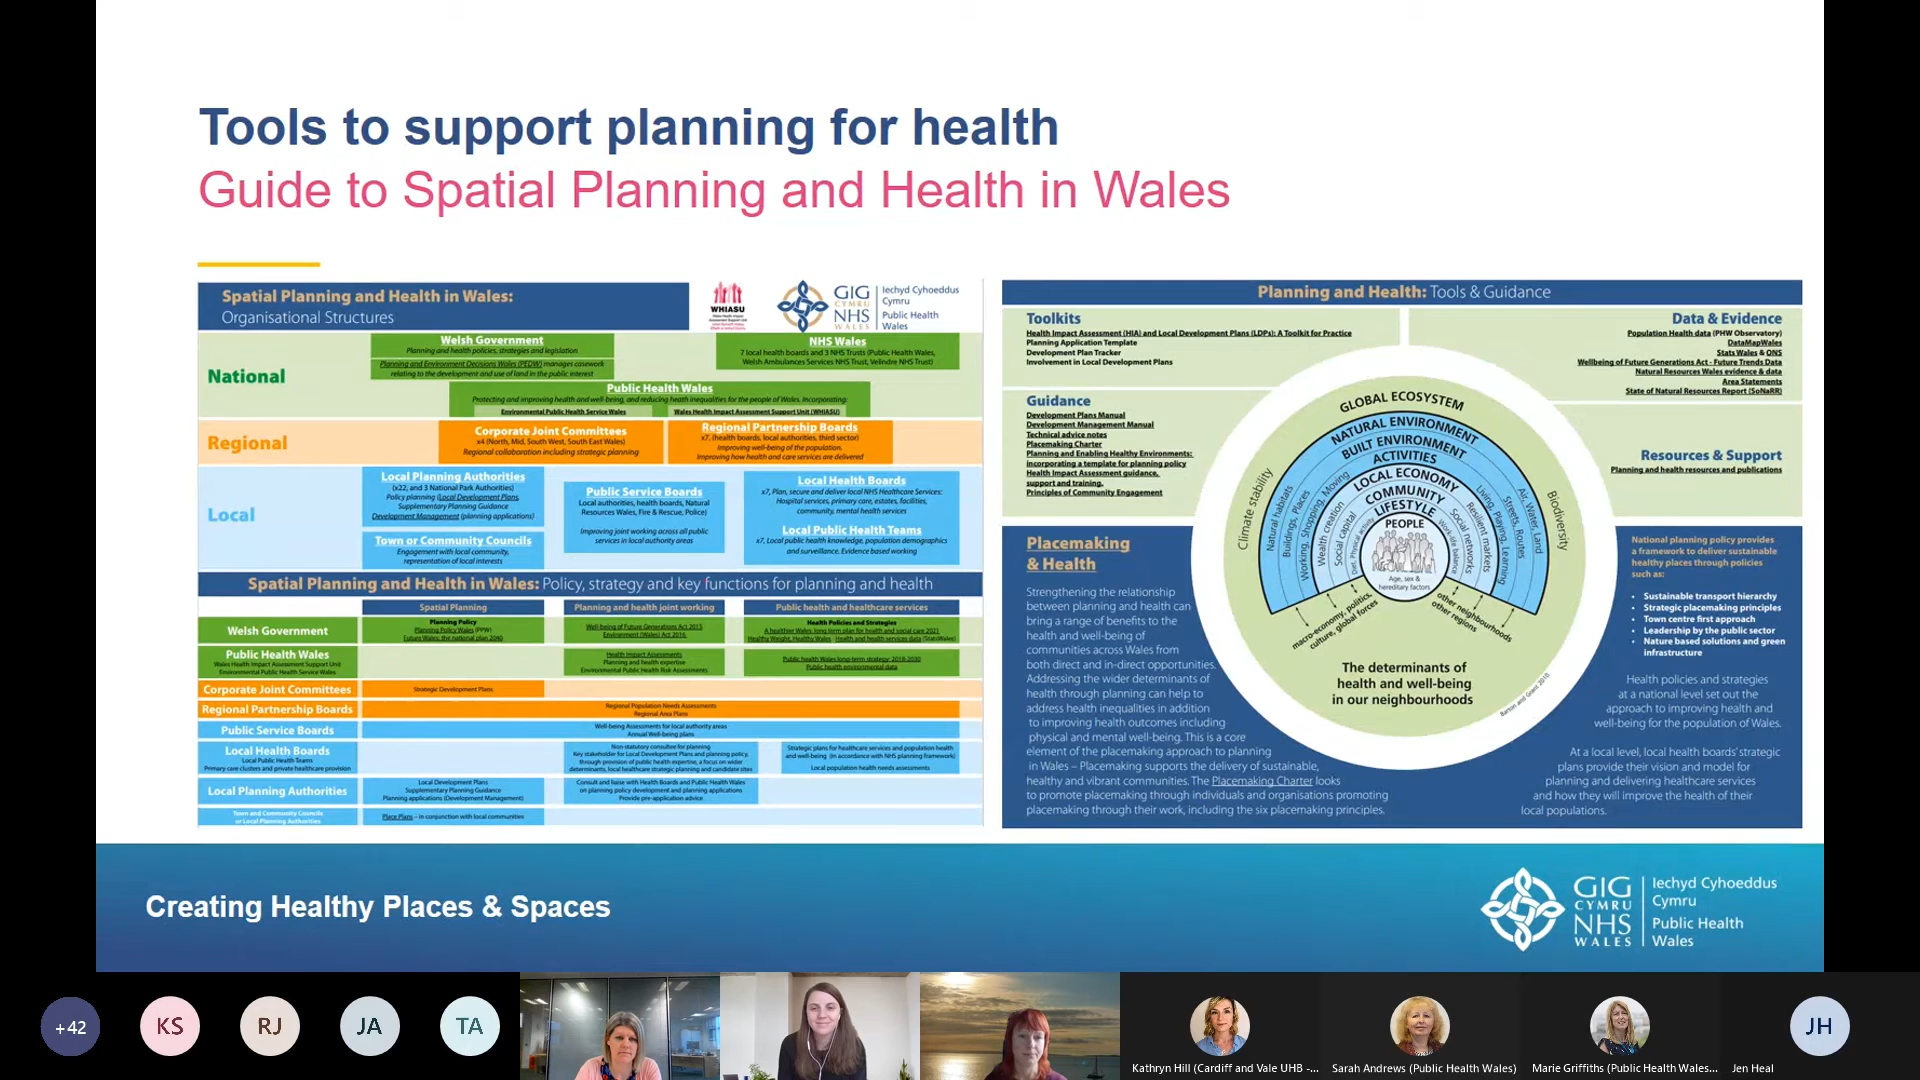 Tools to support planning for health
Guide to Spatial Planning and Health in Wales
Spatial Planning and Health in Wales:
Organisational Structures
WHIASU
GIG
CYMRU
NHS
WALES
Iechyd Cyhoeddus
Cymru
Public Health
Wales
National
Welsh Government
Planning and health policies, strategies and legislation
Planning and Environment Decisions Wales (PEDW) manages casework
relating to the development and use of land in the public interest
NHS Wales
7 local health boards and 3 NHS Trusts (Public Health Wales,
Welsh Ambulances Services NHS Trust, Velindre NHS Trust)
Public Health Wales
Protecting and improving health and well-being, and reducing heath inequalities for the people of Wales. Incorporating:
Environmental Public Health Service Wales
Wales Health Impact Assessment Support Unit (WHIASU)
Regional
Corporate Joint Committees
x4 (North, Mid, South West, South East Wales)
Regional collaboration including strategic planning
Regional Partnership Boards
x7, (health boards, local authorities, third sector)
Improving well-being of the population.
Improving how health and care services are delivered
Local
Local Planning Authorities
(x22, and 3 National Park Authorities)
Policy planning (Local Development Plans,
Supplementary Planning Guidance
Development Management (planning applications)
Town or Community Councils
Engagement with local community,
representation of local interests
Public Service Boards
Local authorities, health boards, Natural
Resources Wales, Fire & Rescue, Police)
Improving joint working across all public
services in local authority areas
Local Health Boards
x7, Plan, secure and deliver local NHS Healthcare Services:
Hospital services, primary care, estates, facilities,
community, mental health services
Local Public Health Teams
x7, Local public health knowledge, population demographics
and surveillance. Evidence based working
Spatial Planning and Health in Wales: Policy, strategy and key functions for planning and health
Spatial Planning
Planning and health joint working
Public health and healthcare services
Welsh Government
Planning Policy
Planning Policy Wales (PPW)
Future Wales: the national plan 2040
Well-being of Future Generations Act 2015
Environment (Wales) Act 2016
Health Policies and Strategies
A healthier Wales: long term plan for health and social care 2021
Healthy Weight, Healthy Wales - Health and health services data (StatsWales)
Public Health Wales
Wales Health Impact Assessment Support Unit
Environmental Public Health Service Wales
Health Impact Assessments
Planning and health expertise
Environmental Public Health Risk Assessments
Public health Wales long-term strategy: 2018-2030
Public health environmental data
Corporate Joint Committees
Strategic Development Plans
Regional Partnership Boards
Regional Population Needs Assessments
Regional Area Plans
Public Service Boards
Well-being Assessments for local authority areas
Annual Well-being plans
Local Health Boards
Local Public Health Teams
Primary care clusters and private healthcare provision
Non-statutory consultee for planning
Key stakeholder for Local Development Plans and planning policy,
through provision of public health expertise, a focus on wider
determinants, local healthcare strategic planning and candidate sites
Strategic plans for healthcare services and population health
and well-being (in accordance with NHS planning framework)
Local population health needs assessments
Local Planning Authorities
Local Development Plans
Supplementary Planning Guidance
Planning applications (Development Management)
Consult and liaise with Health Boards and Public Health Wales
on planning policy development and planning applications
Provide pre-application advice
Town and Community Councils
or Local Planning Authorities
Place Plans – in conjunction with local communities
Planning and Health: Tools & Guidance
Toolkits
Health Impact Assessment (HIA) and Local Development Plans (LDPs): A Toolkit for Practice
Planning Application Template
Development Plan Tracker
Involvement in Local Development Plans
Data & Evidence
Population Health data (PHW Observatory)
DataMapWales
Stats Wales & ONS
Wellbeing of Future Generations Act - Future Trends Data
Natural Resources Wales evidence & data
Area Statements
State of Natural Resources Report (SoNaRR)
Guidance
Development Plans Manual
Development Management Manual
Technical advice notes
Placemaking Charter
Planning and Enabling Healthy Environments:
incorporating a template for planning policy
Health Impact Assessment guidance,
support and training.
Principles of Community Engagement
Resources & Support
Planning and health resources and publications
GLOBAL ECOSYSTEM
NATURAL ENVIRONMENT
BUILT ENVIRONMENT
ACTIVITIES
LOCAL ECONOMY
COMMUNITY
LIFESTYLE
PEOPLE
Age, sex &
hereditary factors
Climate stability
Biodiversity
Natural habitats
Air, Water, Land
Buildings, Places
Streets, Routes
Working, Shopping, Moving
Living, Playing, Learning
Wealth creation
Resilient markets
Social capital
Social networks
Work-life balance
macro-economy, politics,
culture, global forces
other neighbourhoods
other regions
The determinants of
health and well-being
in our neighbourhoods
Barton and Grant 2010
Placemaking
& Health
Strengthening the relationship
between planning and health can
bring a range of benefits to the
health and well-being of
communities across Wales from
both direct and in-direct opportunities.
Addressing the wider determinants of
health through planning can help to
address health inequalities in addition
to improving health outcomes including
physical and mental well-being. This is a core
element of the placemaking approach to planning
in Wales – Placemaking supports the delivery of sustainable,
healthy and vibrant communities. The Placemaking Charter looks
to promote placemaking through individuals and organisations promoting
placemaking through their work, including the six placemaking principles.
National planning policy provides
a framework to deliver sustainable
healthy places through policies
such as:
• Sustainable transport hierarchy
• Strategic placemaking principles
• Town centre first approach
• Leadership by the public sector
• Nature based solutions and green
infrastructure
Health policies and strategies
at a national level set out the
approach to improving health and
well-being for the population of Wales.
At a local level, local health boards' strategic
plans provide their vision and model for
planning and delivering healthcare services
and how they will improve the health of their
local populations.
Creating Healthy Places & Spaces
GIG
CYMRU
NHS
WALES
Iechyd Cyhoeddus
Cymru
Public Health
Wales
+42
KS
RJ
JA
TA
JH
Kathryn Hill (Cardiff and Vale UHB -...
Sarah Andrews (Public Health Wales)
Marie Griffiths (Public Health Wales...
Jen Heal